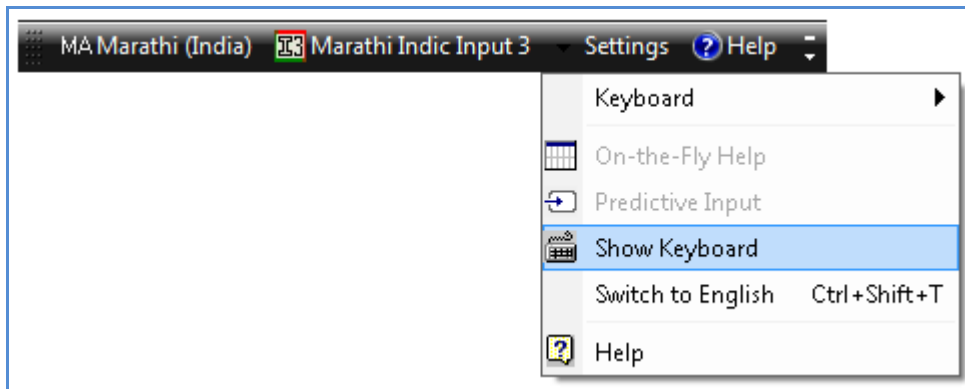 MA Marathi (India) I3 Marathi Indic Input 3 Settings ? Help
Keyboard
On-the-Fly Help
Predictive Input
Show Keyboard
Switch to English Ctrl+Shift+T
? Help